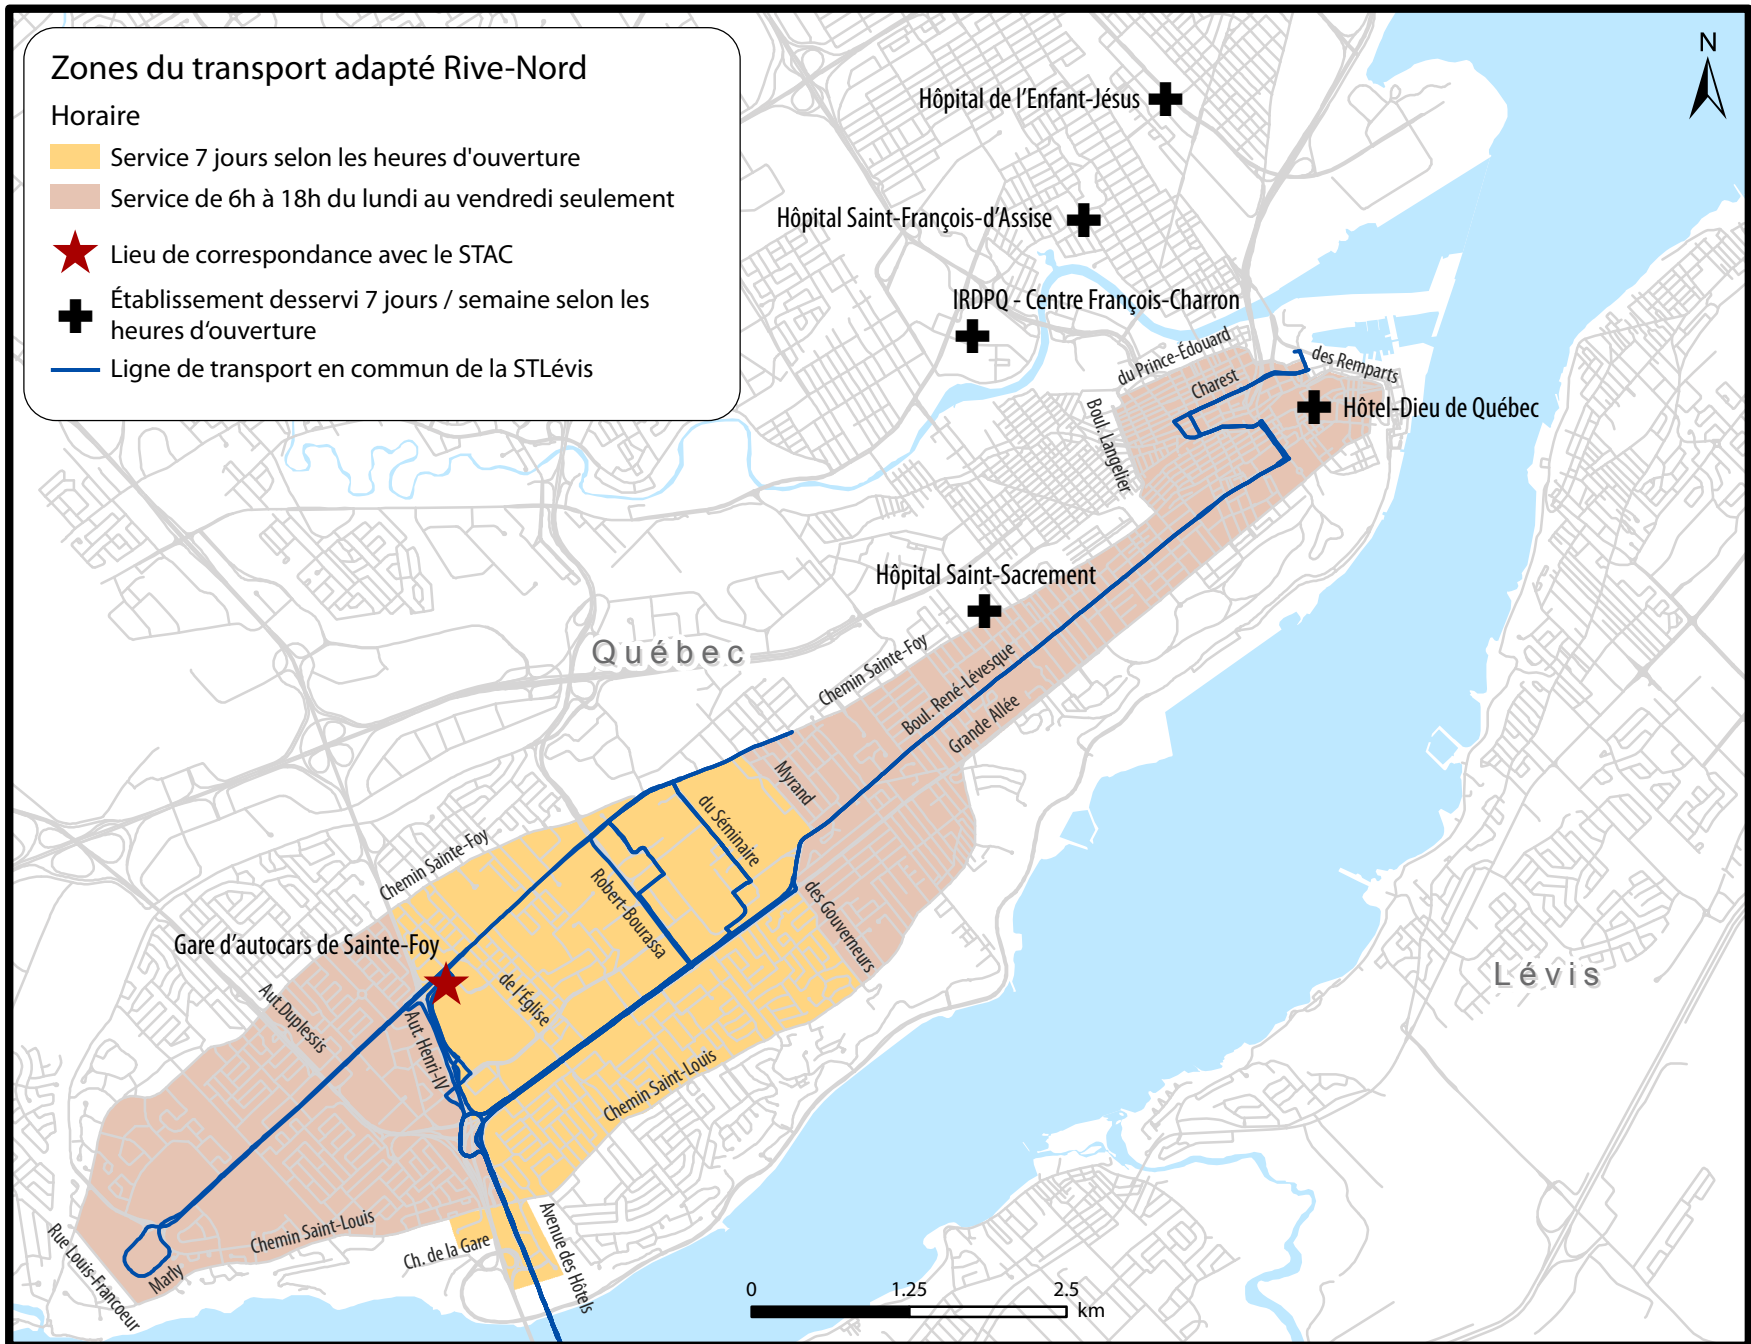 Zones du transport adapté Rive-Nord
Horaire
Service 7 jours selon les heures d'ouverture
Service de 6h à 18h du lundi au vendredi seulement
Lieu de correspondance avec le STAC
Établissement desservi 7 jours / semaine selon les
heures d‘ouverture
Ligne de transport en commun de la STLévis
N
Hôpital de l’Enfant-Jésus
Hôpital Saint-François-d’Assise
IRDPQ - Centre François-Charron
du Prince-Édouard
des Remparts
Charest
Boul. Langelier
Hôtel-Dieu de Québec
Hôpital Saint-Sacrement
Québec
Chemin Sainte-Foy
Boul. René-Lévesque
Grande Allée
Myrand
du Séminaire
Chemin Sainte-Foy
Robert-Bourassa
des Gouverneurs
Gare d’autocars de Sainte-Foy
de l’Église
Lévis
Aut.Duplessis
Aut. Henri-IV
Chemin Saint-Louis
Chemin Saint-Louis
Ch. de la Gare
Avenue des Hôtels
Rue Louis-Francoeur
Marly
0 1.25 2.5
km